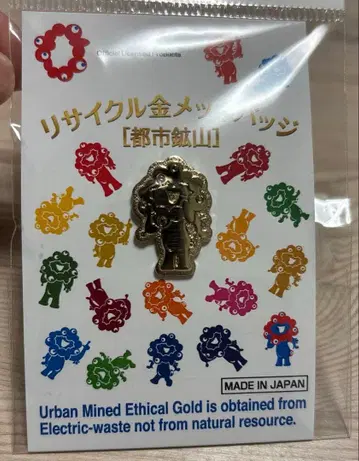 Official Licensed Products
リサイクル金メッキバッジ
[都市鉱山]
MADE IN JAPAN
Urban Mined Ethical Gold is obtained from
Electric-waste not from natural resource.